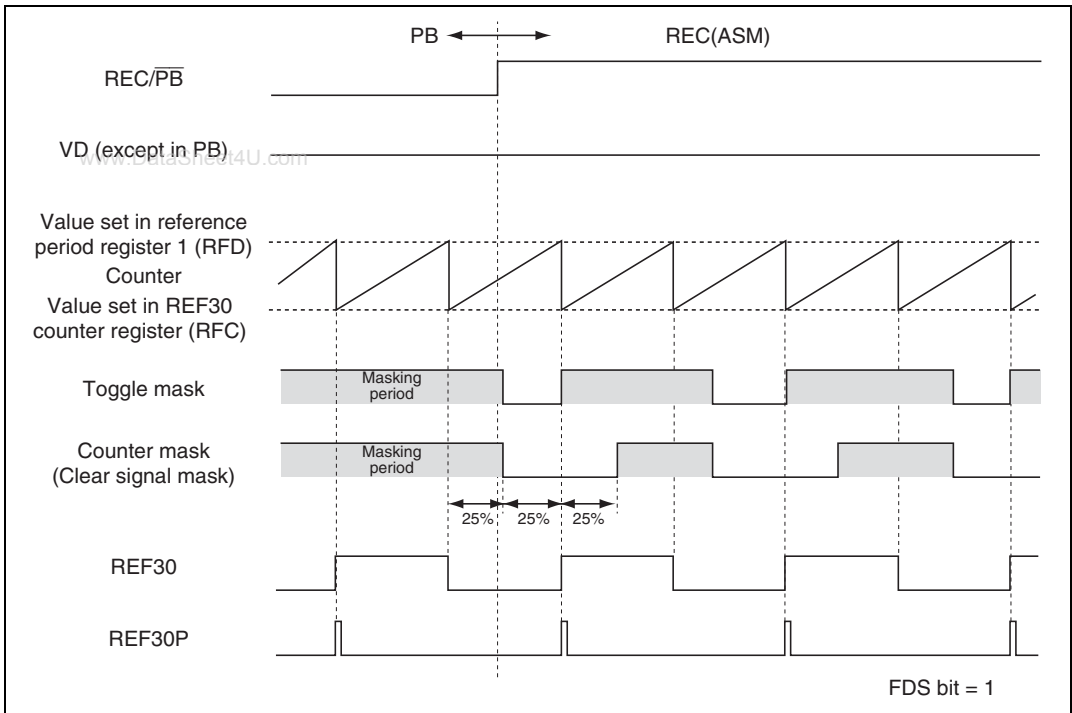 PB
REC(ASM)
REC/P̅B̅
VD (except in PB)
www.DataSheet4U.com
Value set in reference
period register 1 (RFD)
Counter
Value set in REF30
counter register (RFC)
Toggle mask
Masking
period
Counter mask
(Clear signal mask)
Masking
period
25%
25%
25%
REF30
REF30P
FDS bit = 1